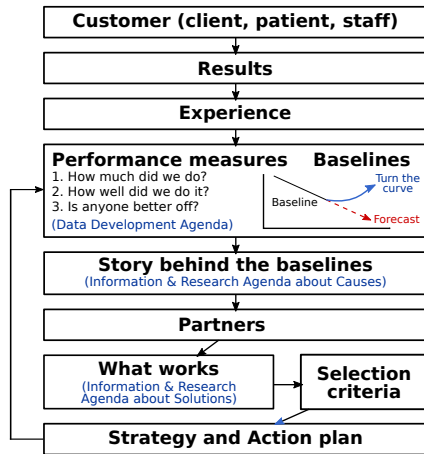 Customer (client, patient, staff)
Results
Experience
Performance measures
Baselines
1. How much did we do?
2. How well did we do it?
3. Is anyone better off?
(Data Development Agenda)
Turn the
curve
Baseline
Forecast
Story behind the baselines
(Information & Research Agenda about Causes)
Partners
What works
(Information & Research
Agenda about Solutions)
Selection
criteria
Strategy and Action plan